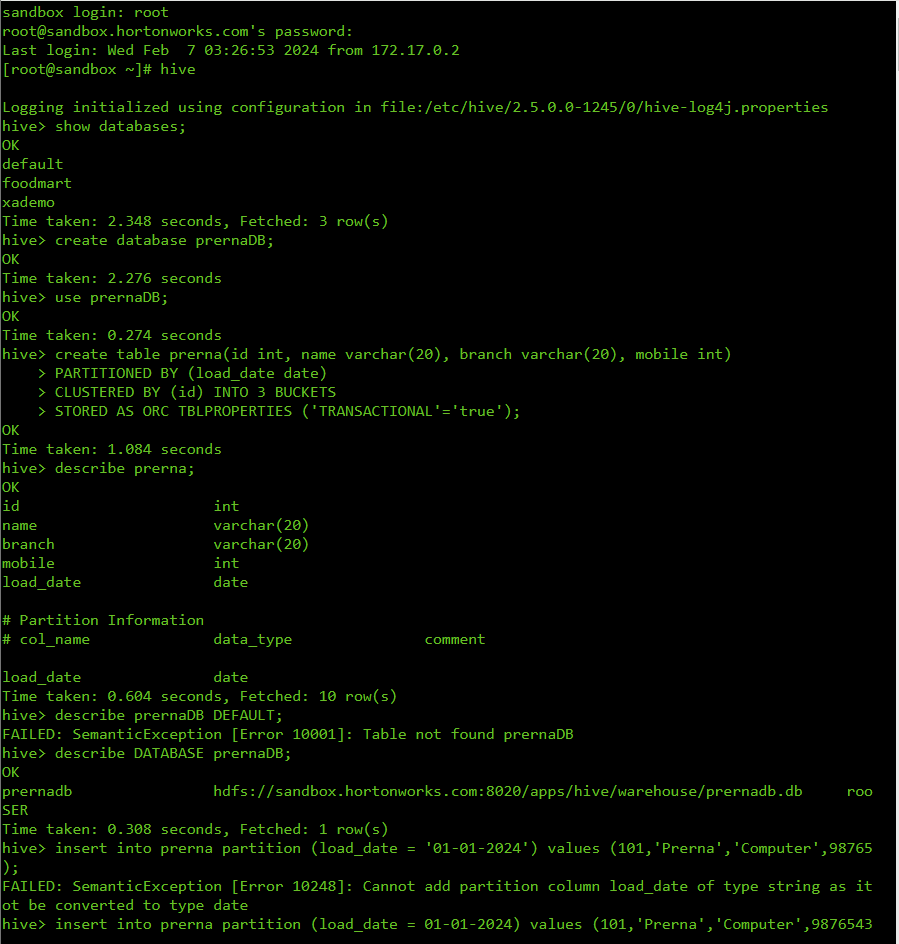 sandbox login: root
root@sandbox.hortonworks.com's password:
Last login: Wed Feb  7 03:26:53 2024 from 172.17.0.2
[root@sandbox ~]# hive

Logging initialized using configuration in file:/etc/hive/2.5.0.0-1245/0/hive-log4j.properties
hive> show databases;
OK
default
foodmart
xademo
Time taken: 2.348 seconds, Fetched: 3 row(s)
hive> create database prernaDB;
OK
Time taken: 2.276 seconds
hive> use prernaDB;
OK
Time taken: 0.274 seconds
hive> create table prerna(id int, name varchar(20), branch varchar(20), mobile int)
    > PARTITIONED BY (load_date date)
    > CLUSTERED BY (id) INTO 3 BUCKETS
    > STORED AS ORC TBLPROPERTIES ('TRANSACTIONAL'='true');
OK
Time taken: 1.084 seconds
hive> describe prerna;
OK
id                      int
name                    varchar(20)
branch                  varchar(20)
mobile                  int
load_date               date

# Partition Information
# col_name              data_type               comment

load_date               date
Time taken: 0.604 seconds, Fetched: 10 row(s)
hive> describe prernaDB DEFAULT;
FAILED: SemanticException [Error 10001]: Table not found prernaDB
hive> describe DATABASE prernaDB;
OK
prernadb                hdfs://sandbox.hortonworks.com:8020/apps/hive/warehouse/prernadb.db     roo
SER
Time taken: 0.308 seconds, Fetched: 1 row(s)
hive> insert into prerna partition (load_date = '01-01-2024') values (101,'Prerna','Computer',98765
);
FAILED: SemanticException [Error 10248]: Cannot add partition column load_date of type string as it
ot be converted to type date
hive> insert into prerna partition (load_date = 01-01-2024) values (101,'Prerna','Computer',9876543